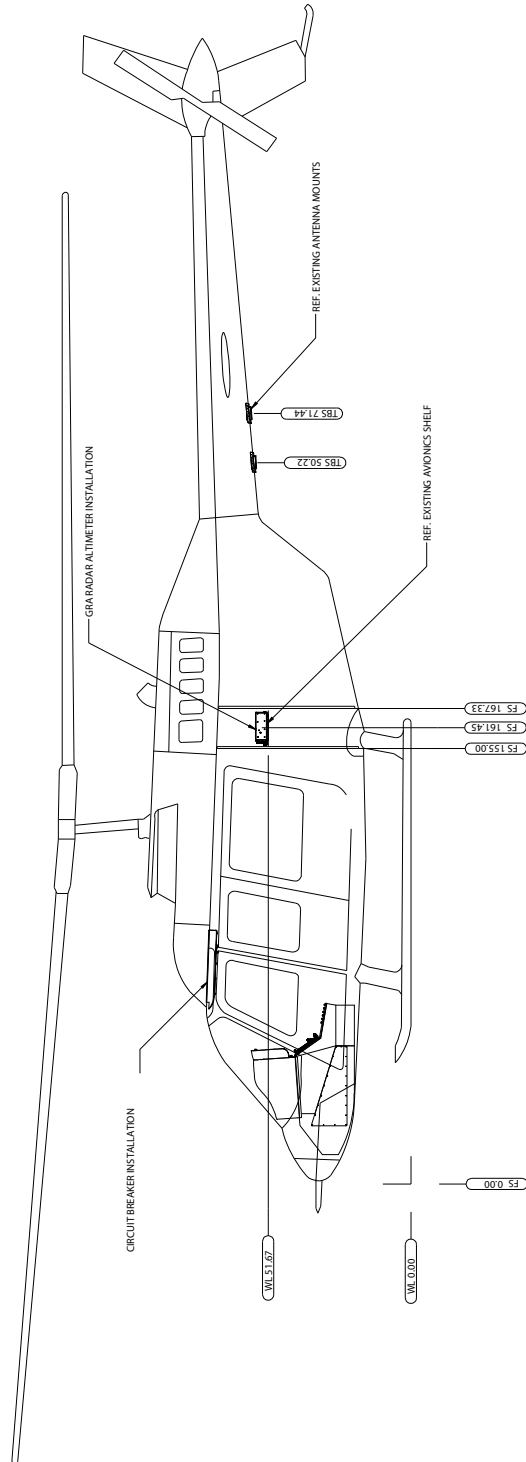 REF. EXISTING ANTENNA MOUNTS
TBS 71.44
TBS 50.22
REF. EXISTING AVIONICS SHELF
GRA RADAR ALTIMETER INSTALLATION
FS 167.33
FS 161.45
FS 155.00
CIRCUIT BREAKER INSTALLATION
FS 0.00
WL 51.67
WL 0.00